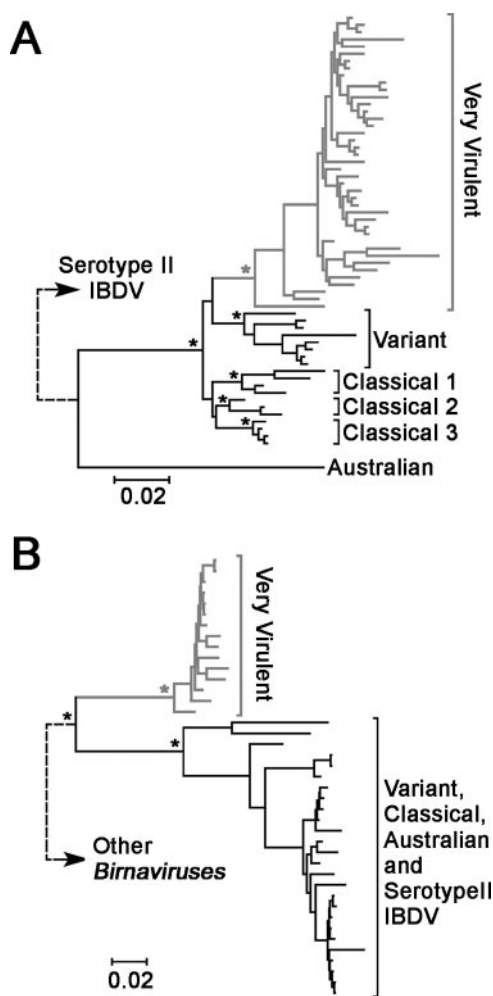 A
Very Virulent
Serotype II
IBDV
*
*
*
Variant
*
Classical 1
*
Classical 2
*
Classical 3
Australian
0.02
B
Very Virulent
*
*
*
Variant,
Classical,
Australian
and
SerotypeII
IBDV
Other
Birnaviruses
0.02